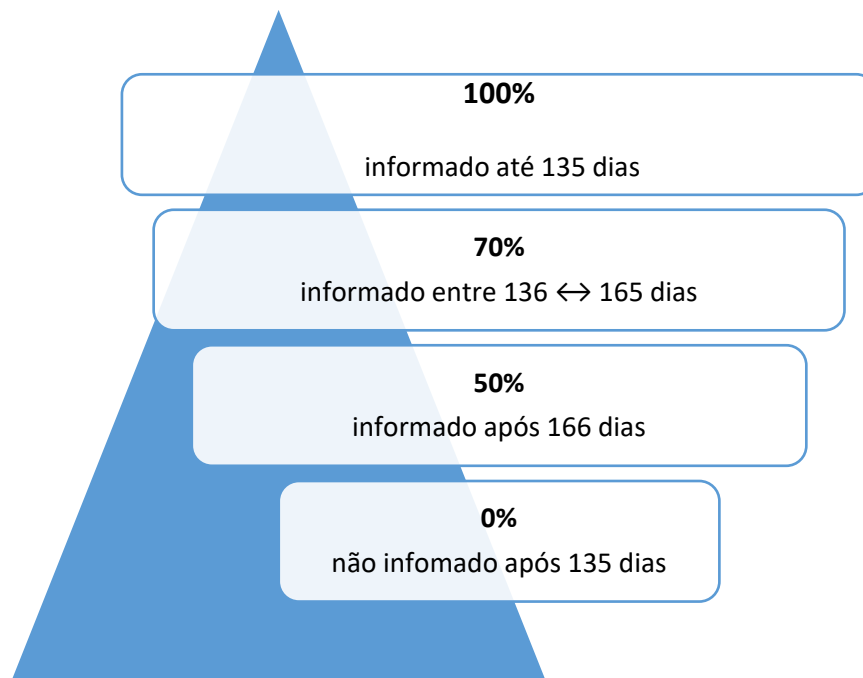 100%
informado até 135 dias
70%
informado entre 136 ↔ 165 dias
50%
informado após 166 dias
0%
não infomado após 135 dias